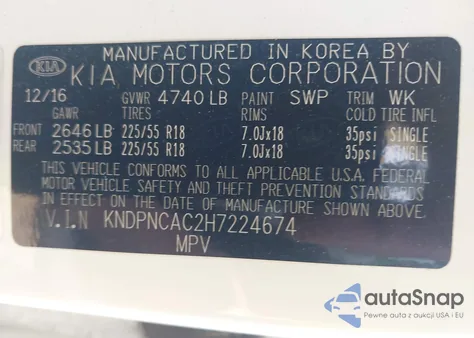 MANUFACTURED IN KOREA BY
KIA KIA MOTORS CORPORATION
12/16 GVWR 4740 LB PAINT SWP TRIM WK
GAWR TIRES RIMS COLD TIRE INFL
FRONT 2646 LB 225/55 R18 7.0Jx18 35psi SINGLE
REAR 2535 LB 225/55 R18 7.0Jx18 35psi SINGLE
THIS VEHICLE CONFORMS TO ALL APPLICABLE U.S.A. FEDERAL
MOTOR VEHICLE SAFETY AND THEFT PREVENTION STANDARDS
IN EFFECT ON THE DATE OF MANUFACTURE SHOWN ABOVE.
V.I.N KNDPNCAC2H7224674
MPV
autoSnap
Pewne auta z aukcji USA i EU